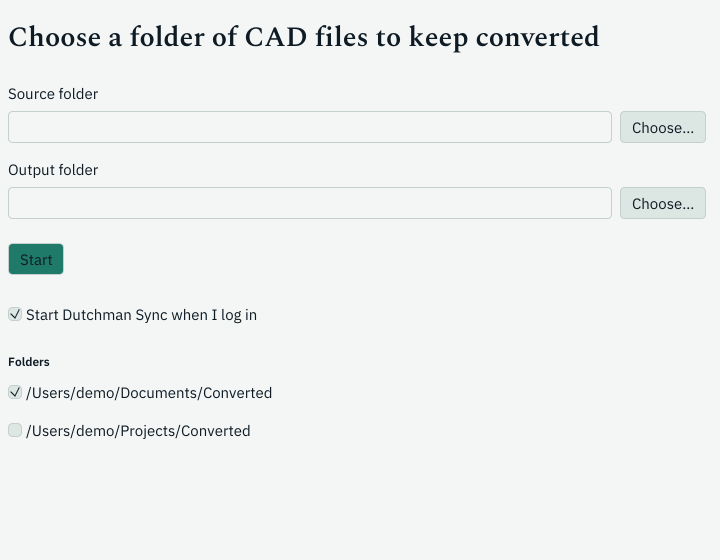 Choose a folder of CAD files to keep converted
Source folder
Choose...
Output folder
Choose...
Start
Start Dutchman Sync when I log in
Folders
/Users/demo/Documents/Converted
/Users/demo/Projects/Converted